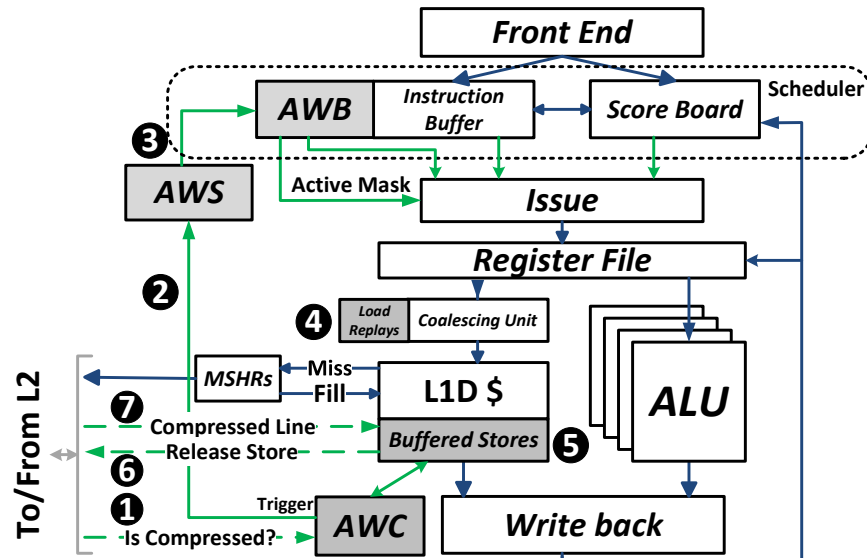 Front End
Scheduler
AWB
Instruction
Buffer
Score Board
3
AWS
Active Mask
Issue
Register File
2
4
Load
Replays
Coalescing Unit
MSHRs
Miss
Fill
L1D $
ALU
To/From L2
7
Compressed Line
Buffered Stores
5
Release Store
6
1
Trigger
AWC
Is Compressed?
Write back